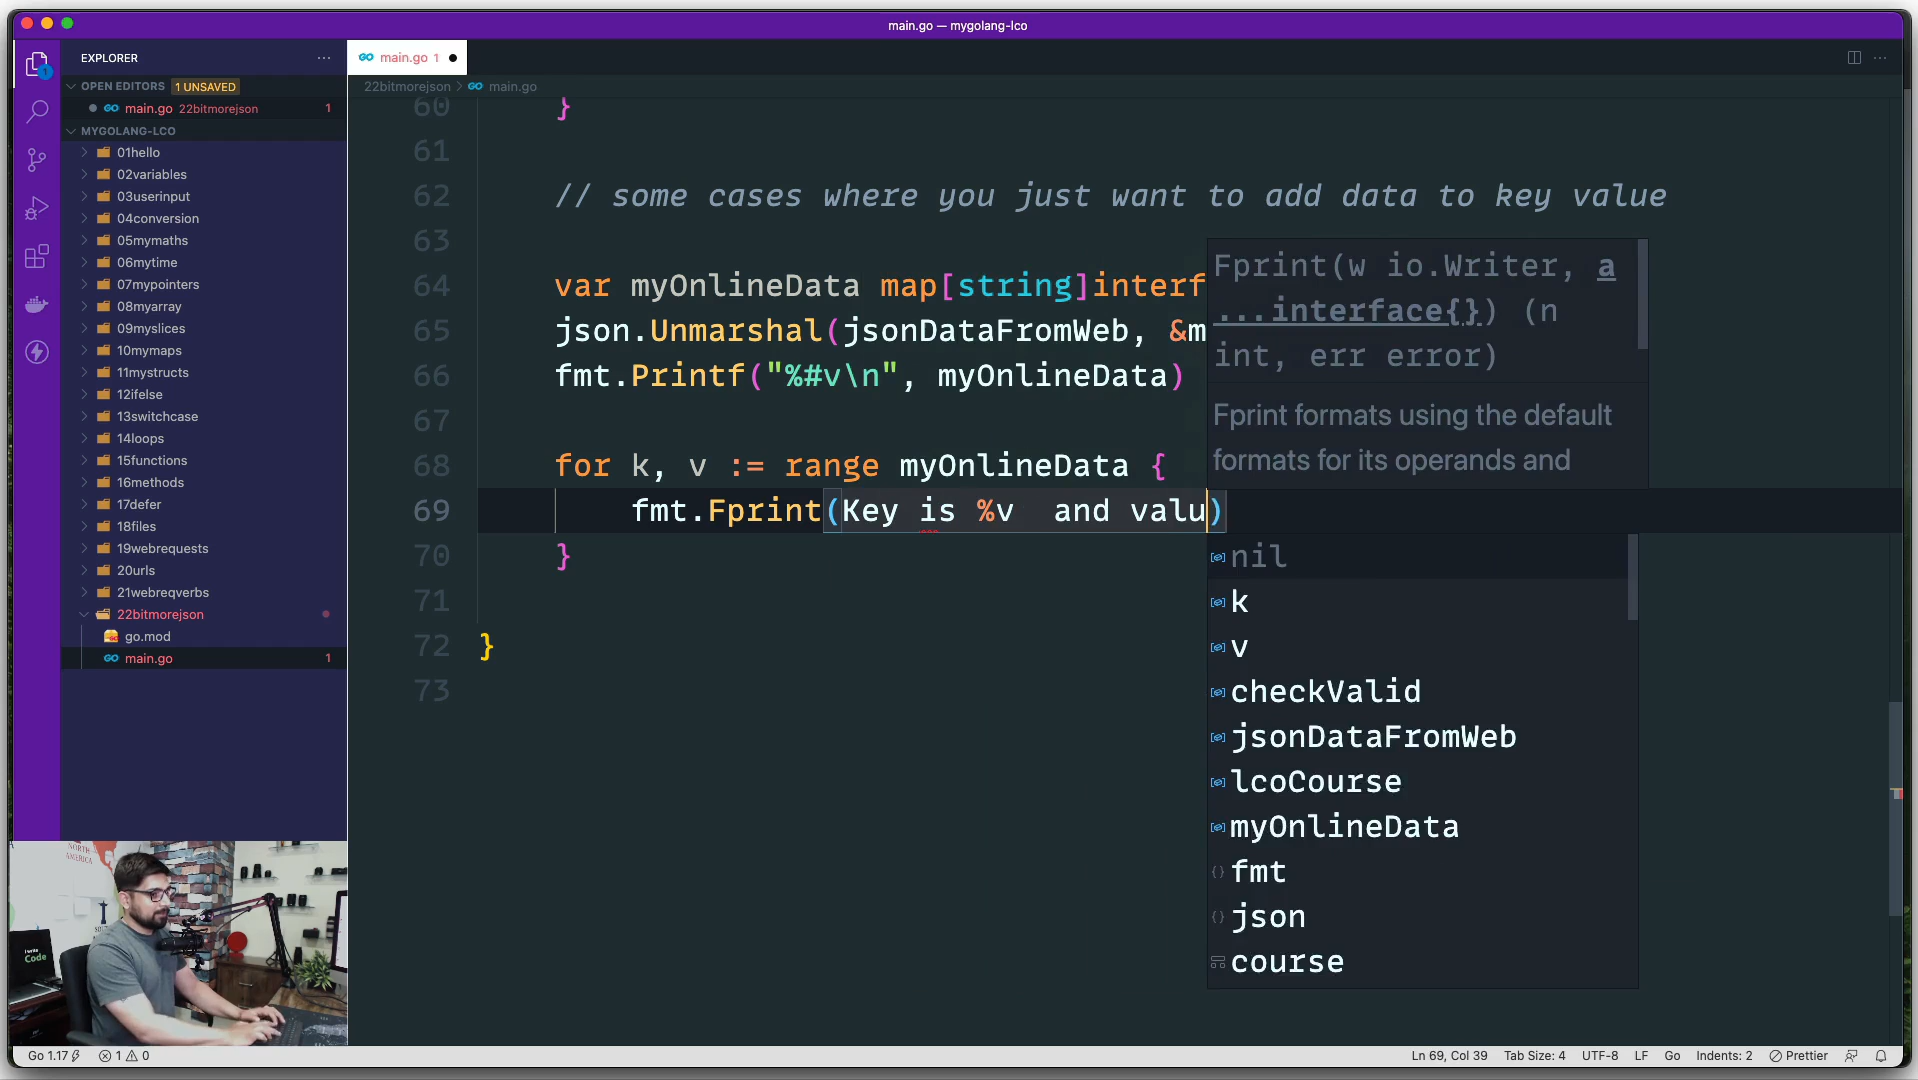 main.go — mygolang-lco
EXPLORER
main.go 1
OPEN EDITORS 1 UNSAVED
22bitmorejson > main.go
main.go 22bitmorejson 1
MYGOLANG-LCO
01hello
02variables
03userinput
04conversion
05mymaths
06mytime
07mypointers
08myarray
09myslices
10mymaps
11mystructs
12ifelse
13switchcase
14loops
15functions
16methods
17defer
18files
19webrequests
20urls
21webreqverbs
22bitmorejson
go.mod
main.go 1
60 }
61
62 // some cases where you just want to add data to key value
63
64 var myOnlineData map[string]interf
65 json.Unmarshal(jsonDataFromWeb, &m
66 fmt.Printf("%#v\n", myOnlineData)
67
68 for k, v := range myOnlineData {
69 fmt.Fprint(Key is %v  and valu)
70 }
71
72 }
73
Fprint(w io.Writer, a
...interface{}) (n
int, err error)
Fprint formats using the default
formats for its operands and
nil
k
v
checkValid
jsonDataFromWeb
lcoCourse
myOnlineData
fmt
json
course
NORTH
AMERICA
I write
Code
Go 1.17 1 0
Ln 69, Col 39 Tab Size: 4 UTF-8 LF Go Indents: 2 Prettier